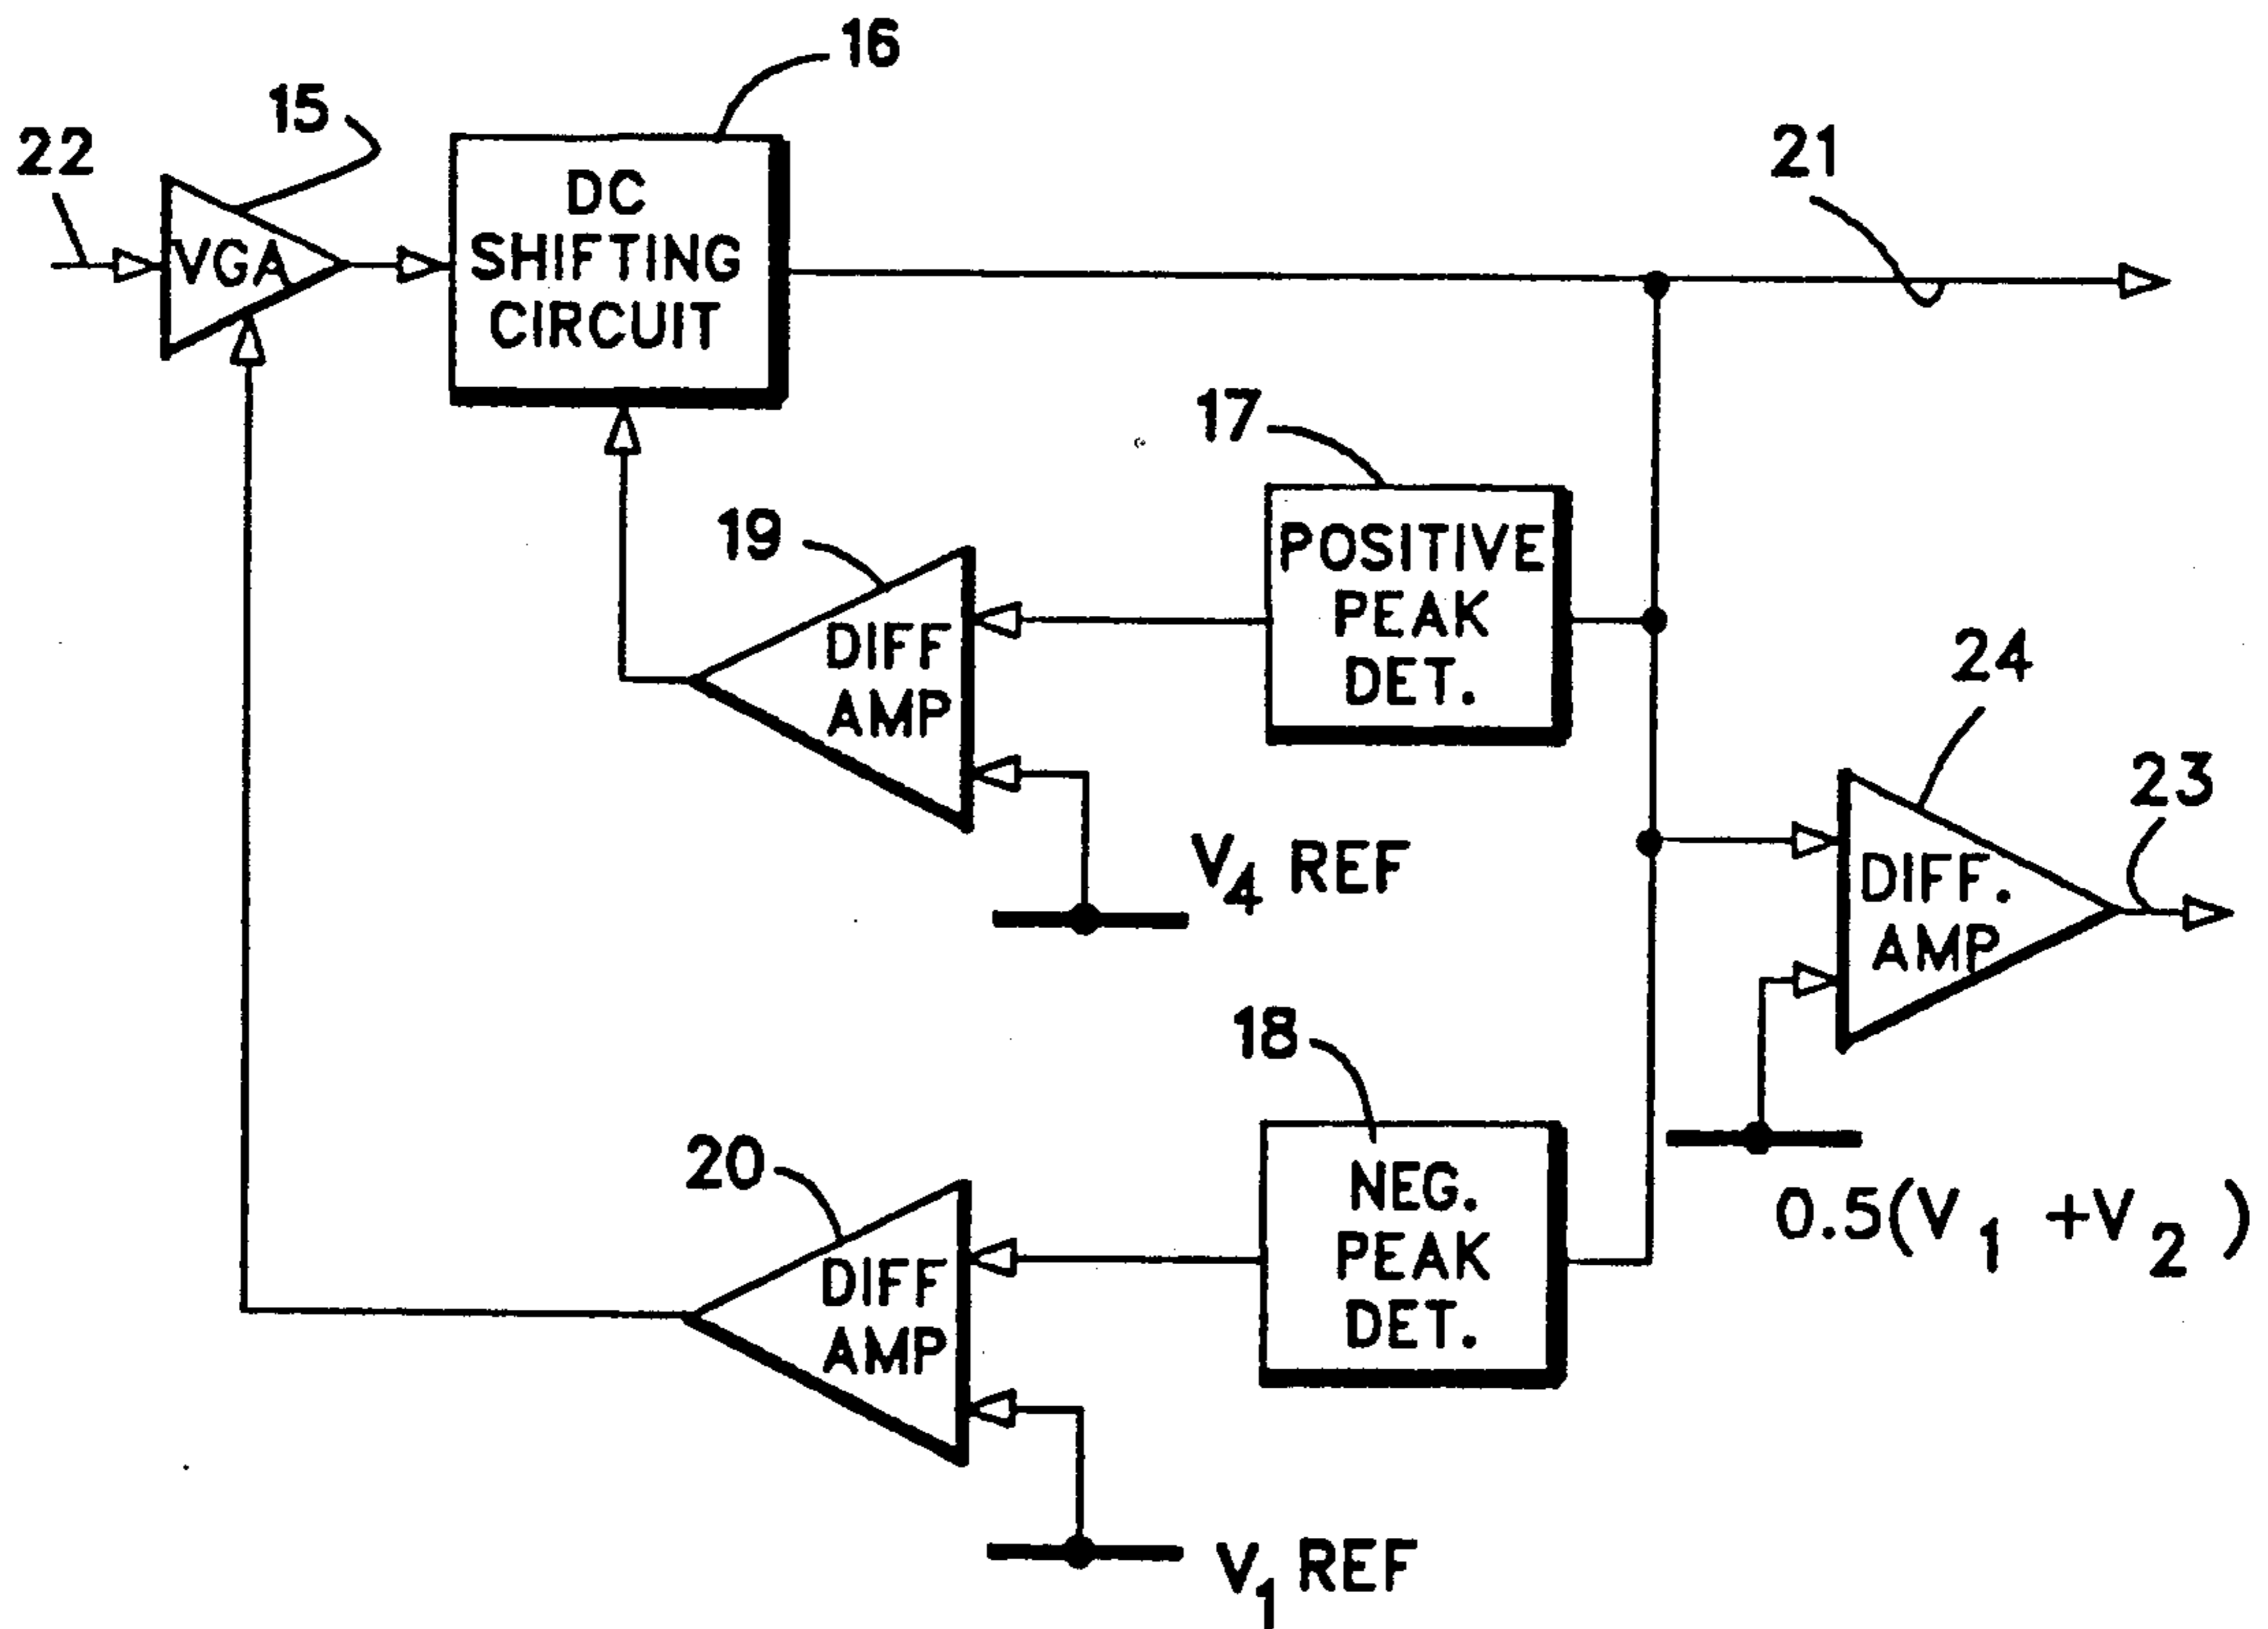 16
15
22
VGA
DC
SHIFTING
CIRCUIT
21
17
POSITIVE
PEAK
DET.
19
DIFF
AMP
V4 REF
24
DIFF.
AMP
23
0.5(V1 +V2 )
18
NEG.
PEAK
DET.
20
DIFF
AMP
V1 REF